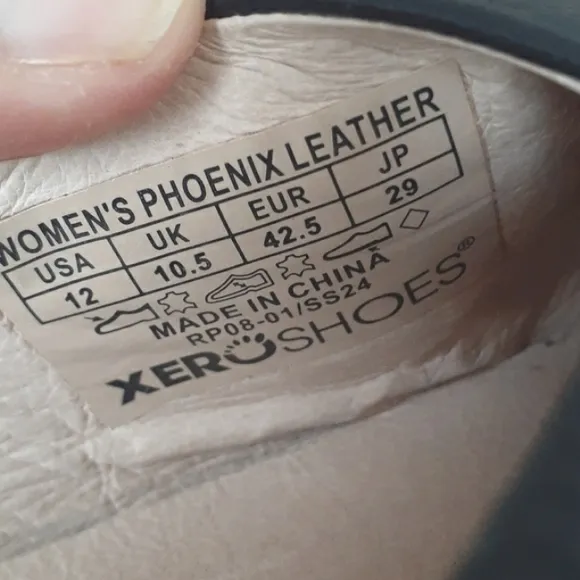 WOMEN'S PHOENIX LEATHER
USA UK EUR JP
12 10.5 42.5 29
MADE IN CHINA
RP08-01/SS24
XEROSHOES®